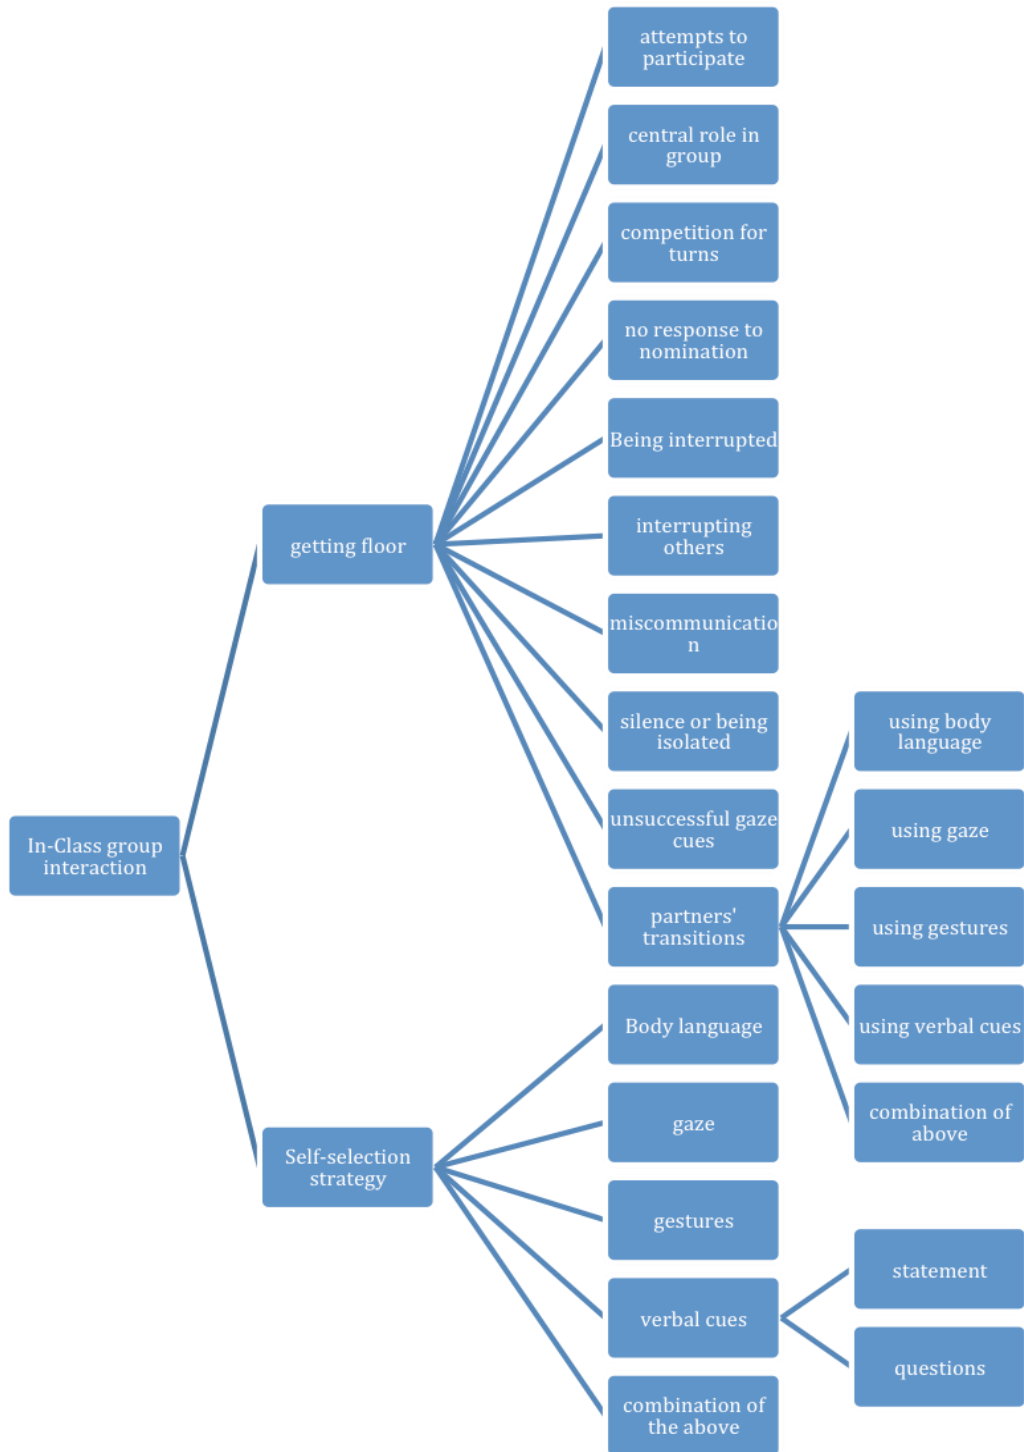 attempts to
participate
central role in
group
competition for
turns
no response to
nomination
Being interrupted
interrupting
others
miscommunicatio
n
silence or being
isolated
unsuccessful gaze
cues
partners'
transitions
using body
language
using gaze
using gestures
using verbal cues
combination of
above
getting floor
In-Class group
interaction
Self-selection
strategy
Body language
gaze
gestures
verbal cues
combination of
the above
statement
questions